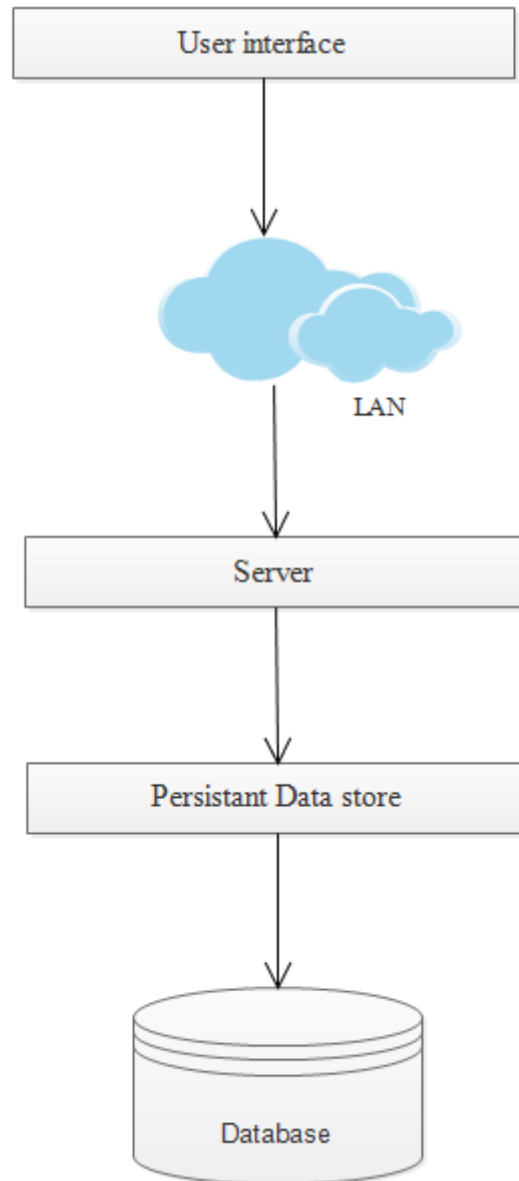 User interface
LAN
Server
Persistant Data store
Database